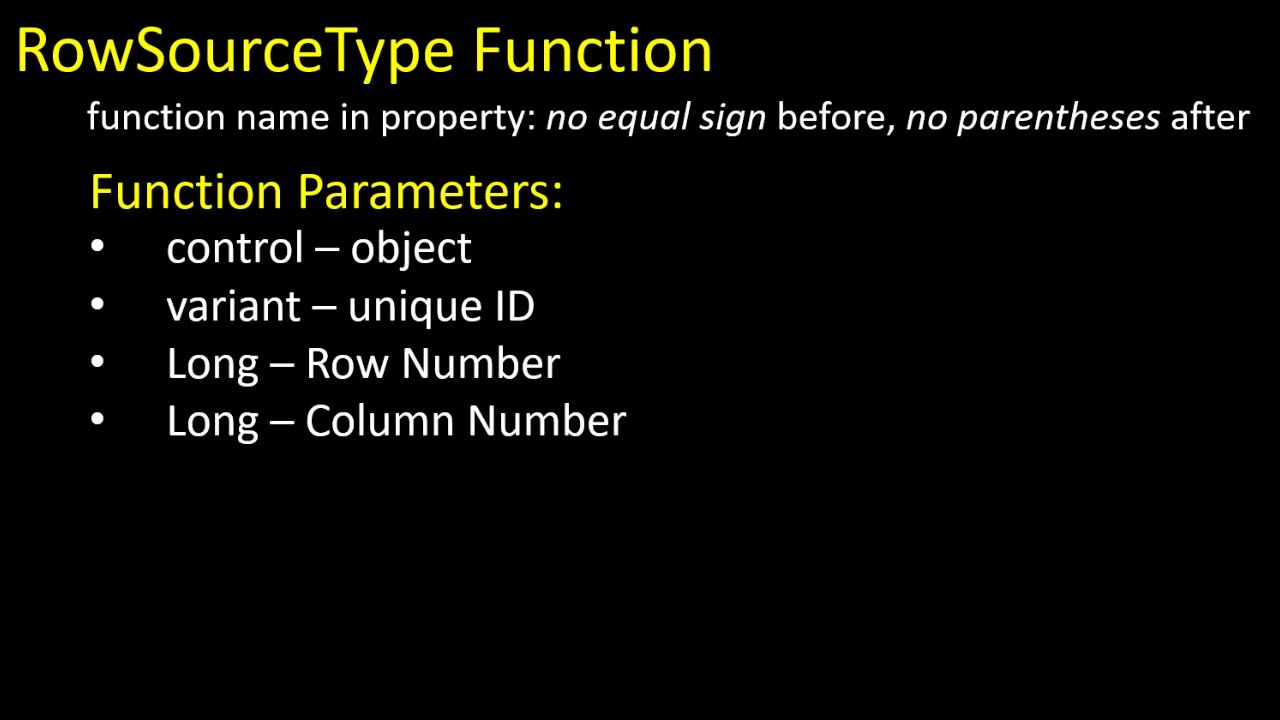 RowSourceType Function
function name in property: no equal sign before, no parentheses after
Function Parameters:
• control – object
• variant – unique ID
• Long – Row Number
• Long – Column Number